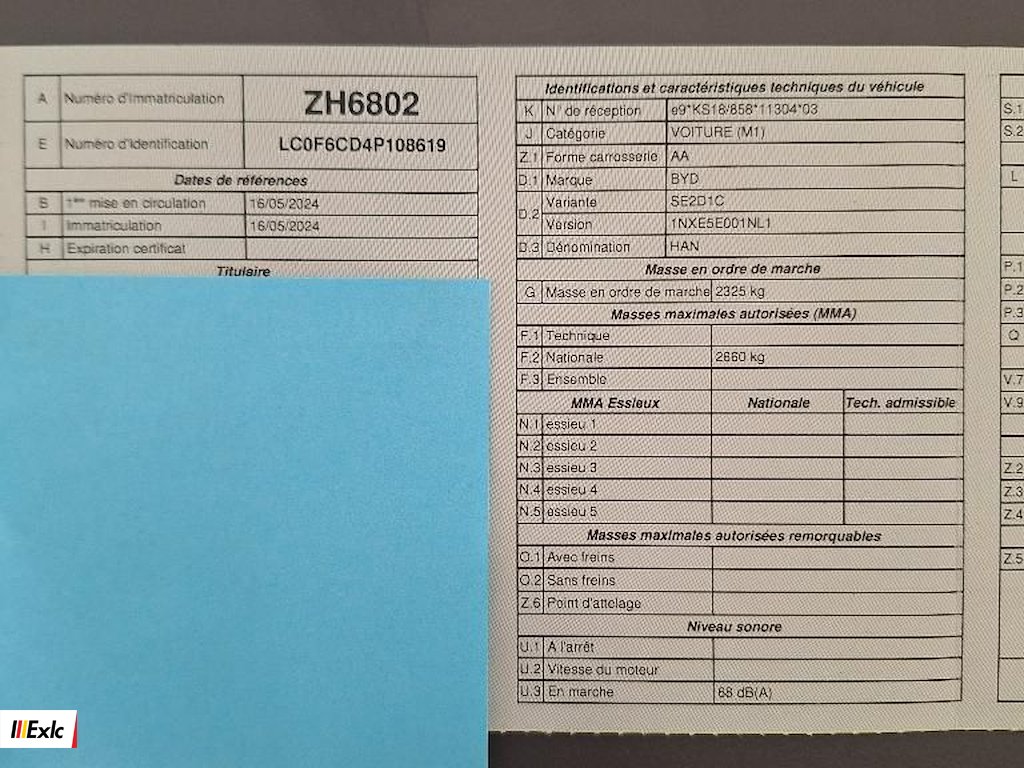 A Numéro d'Immatriculation ZH6802
E Numéro d'Identification LC0F6CD4P108619
Dates de références
B 1ère mise en circulation 16/05/2024
I Immatriculation 16/05/2024
H Expiration certificat
Titulaire
Identifications et caractéristiques techniques du véhicule
K N° de réception e9*KS18/858*11304*03
J Catégorie VOITURE (M1)
Z.1 Forme carrosserie AA
D.1 Marque BYD
D.2 Variante SE2D1C
Version 1NXE5E001NL1
D.3 Dénomination HAN
Masse en ordre de marche
G Masse en ordre de marche 2325 kg
Masses maximales autorisées (MMA)
F.1 Technique
F.2 Nationale 2660 kg
F.3 Ensemble
MMA Essieux Nationale Tech. admissible
N.1 essieu 1
N.2 essieu 2
N.3 essieu 3
N.4 essieu 4
N.5 essieu 5
Masses maximales autorisées remorquables
O.1 Avec freins
O.2 Sans freins
Z.6 Point d'attelage
Niveau sonore
U.1 A l'arrêt
U.2 Vitesse du moteur
U.3 En marche 68 dB(A)
S.1
S.2
L
P.1
P.2
P.3
Q
V.7
V.9
Z.2
Z.3
Z.4
Z.5
Exlc